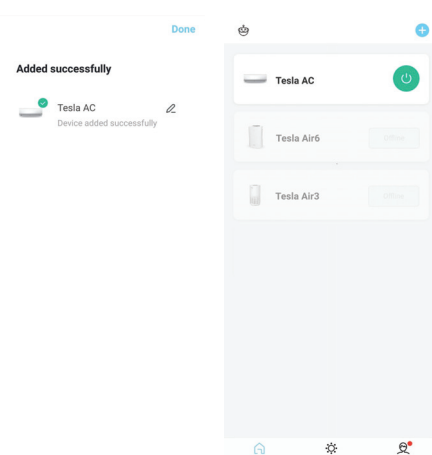 Done
Added successfully
Tesla AC
Device added successfully
Tesla AC
Tesla Air6
Tesla Air3